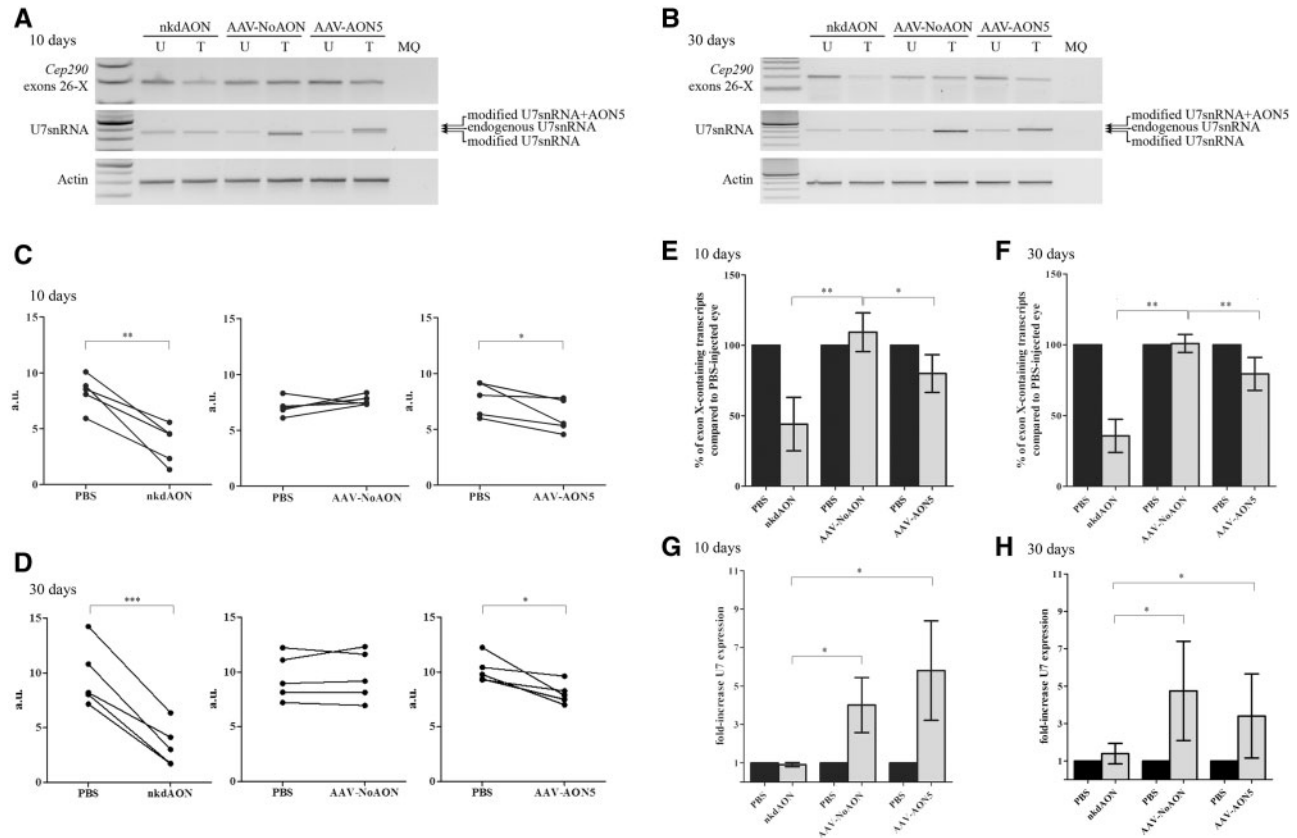 A
10 days
nkdAON AAV-NoAON AAV-AON5
U T U T U T MQ
Cep290
exons 26-X
U7snRNA
modified U7snRNA+AON5
endogenous U7snRNA
modified U7snRNA
Actin
B
30 days
nkdAON AAV-NoAON AAV-AON5
U T U T U T MQ
Cep290
exons 26-X
U7snRNA
modified U7snRNA+AON5
endogenous U7snRNA
modified U7snRNA
Actin
C
10 days
a.u.
15
10
5
0
**
PBS nkdAON
a.u.
15
10
5
0
PBS AAV-NoAON
a.u.
15
10
5
0
*
PBS AAV-AON5
D
30 days
a.u.
15
10
5
0
***
PBS nkdAON
a.u.
15
10
5
0
PBS AAV-NoAON
a.u.
15
10
5
0
*
PBS AAV-AON5
E 10 days
% of exon X-containing transcripts
compared to PBS-injected eye
150
100
50
0
** *
PBS nkdAON PBS AAV-NoAON PBS AAV-AON5
F 30 days
% of exon X-containing transcripts
compared to PBS-injected eye
150
100
50
0
** **
PBS nkdAON PBS AAV-NoAON PBS AAV-AON5
G 10 days
fold-increase U7 expression
11
9
7
5
3
1
*
*
PBS nkdAON PBS AAV-NoAON PBS AAV-AON5
H 30 days
fold-increase U7 expression
11
9
7
5
3
1
*
*
PBS nkdAON PBS AAV-NoAON PBS AAV-AON5